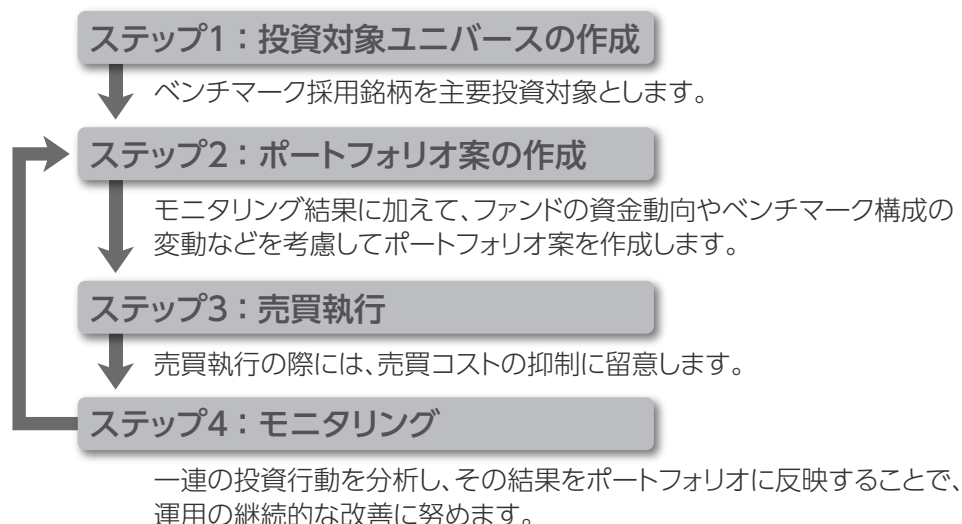 ステップ1：投資対象ユニバースの作成
ベンチマーク採用銘柄を主要投資対象とします。
ステップ2：ポートフォリオ案の作成
モニタリング結果に加えて、ファンドの資金動向やベンチマーク構成の
変動などを考慮してポートフォリオ案を作成します。
ステップ3：売買執行
売買執行の際には、売買コストの抑制に留意します。
ステップ4：モニタリング
一連の投資行動を分析し、その結果をポートフォリオに反映することで、
運用の継続的な改善に努めます。